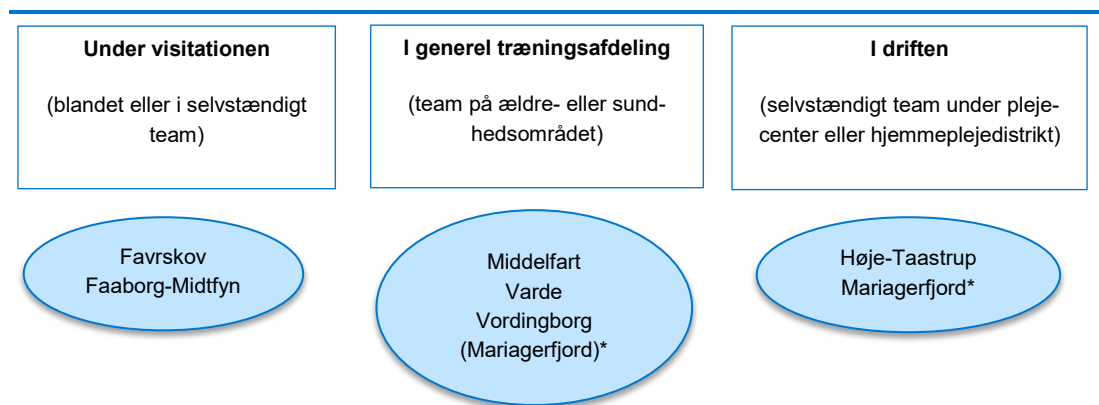 Under visitationen
(blandet eller i selvstændigt
team)
I generel træningsafdeling
(team på ældre- eller sund-
hedsområdet)
I driften
(selvstændigt team under pleje-
center eller hjemmeplejedistrikt)
Favrskov
Faaborg-Midtfyn
Middelfart
Varde
Vordingborg
(Mariagerfjord)*
Høje-Taastrup
Mariagerfjord*